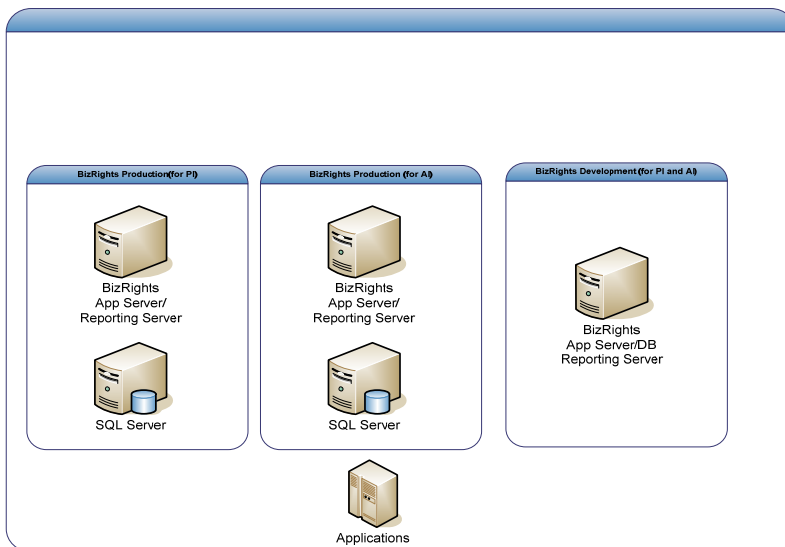 BizRights Production(for PI)
BizRights
App Server/
Reporting Server
SQL Server
BizRights Production (for AI)
BizRights
App Server/
Reporting Server
SQL Server
BizRights Development (for PI and AI)
BizRights
App Server/DB
Reporting Server
Applications